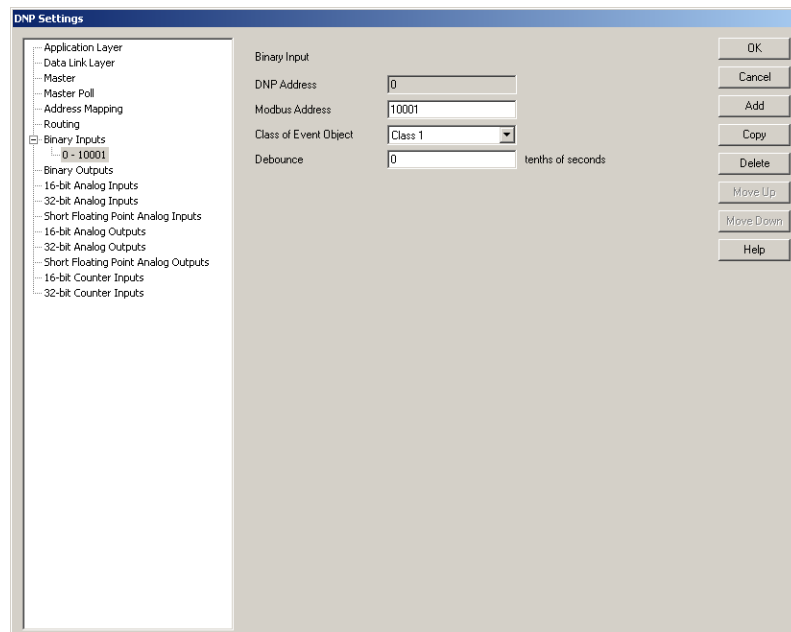 DNP Settings
Application Layer
Data Link Layer
Master
Master Poll
Address Mapping
Routing
Binary Inputs
0 - 10001
Binary Outputs
16-bit Analog Inputs
32-bit Analog Inputs
Short Floating Point Analog Inputs
16-bit Analog Outputs
32-bit Analog Outputs
Short Floating Point Analog Outputs
16-bit Counter Inputs
32-bit Counter Inputs
Binary Input
DNP Address 0
Modbus Address 10001
Class of Event Object Class 1
Debounce 0 tenths of seconds
OK
Cancel
Add
Copy
Delete
Move Up
Move Down
Help